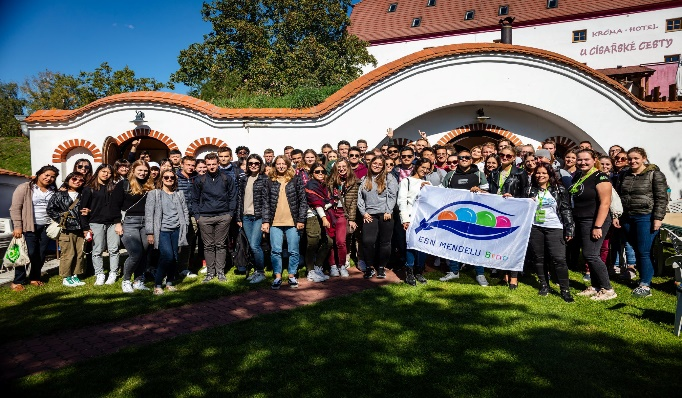 KRČMA · HOTEL
U CÍSAŘSKÉ CESTY
ESN MENDELU Brno